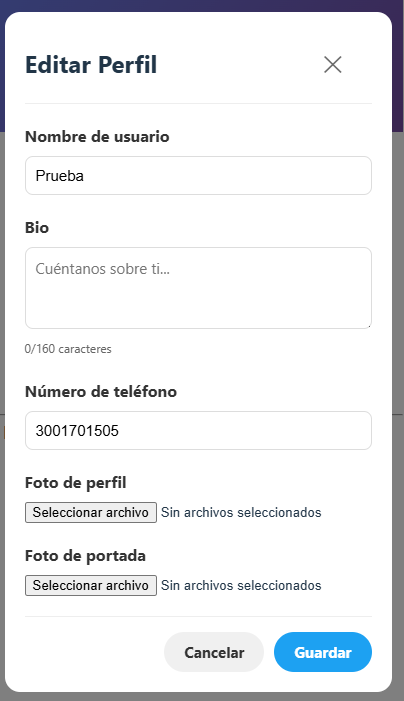 Editar Perfil
Nombre de usuario
Prueba
Bio
Cuéntanos sobre ti...
0/160 caracteres
Número de teléfono
3001701505
Foto de perfil
Seleccionar archivo Sin archivos seleccionados
Foto de portada
Seleccionar archivo Sin archivos seleccionados
Cancelar Guardar